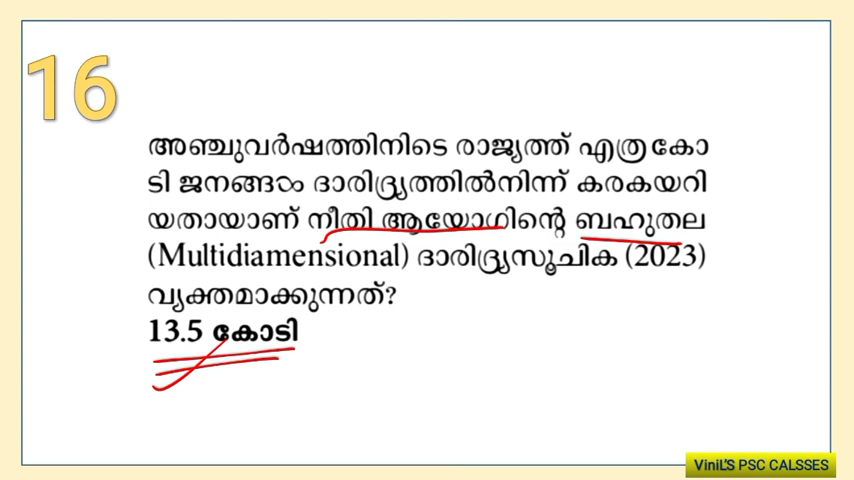 16
അഞ്ചുവർഷത്തിനിടെ രാജ്യത്ത് എത്ര കോ
ടി ജനങ്ങൾ ദാരിദ്ര്യത്തിൽനിന്ന് കരകയറി
യതായാണ് നീതി ആയോഗിന്റെ ബഹുതല
(Multidiamensional) ദാരിദ്ര്യസൂചിക (2023)
വ്യക്തമാക്കുന്നത്?
13.5 കോടി
ViniL'S PSC CALSSES